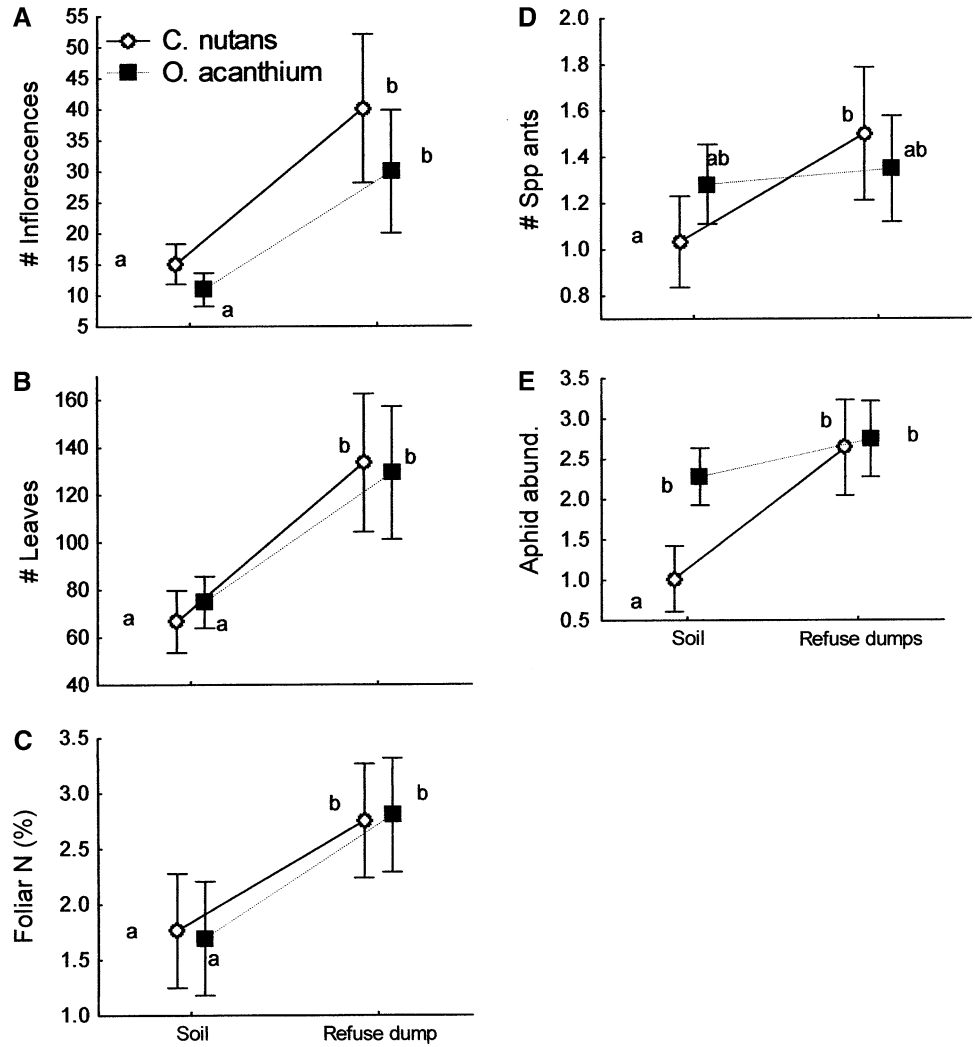 A
55
50
45
40
35
30
25
20
15
10
5
# Inflorescences
C. nutans
O. acanthium
a
a
b
b
B
160
140
120
100
80
60
40
# Leaves
a
a
b
b
C
3.5
3.0
2.5
2.0
1.5
1.0
Foliar N (%)
a
a
b
b
Soil Refuse dump
D
2.0
1.8
1.6
1.4
1.2
1.0
0.8
# Spp ants
a
ab
b
ab
E
3.5
3.0
2.5
2.0
1.5
1.0
0.5
Aphid abund.
a
b
b
b
Soil Refuse dumps